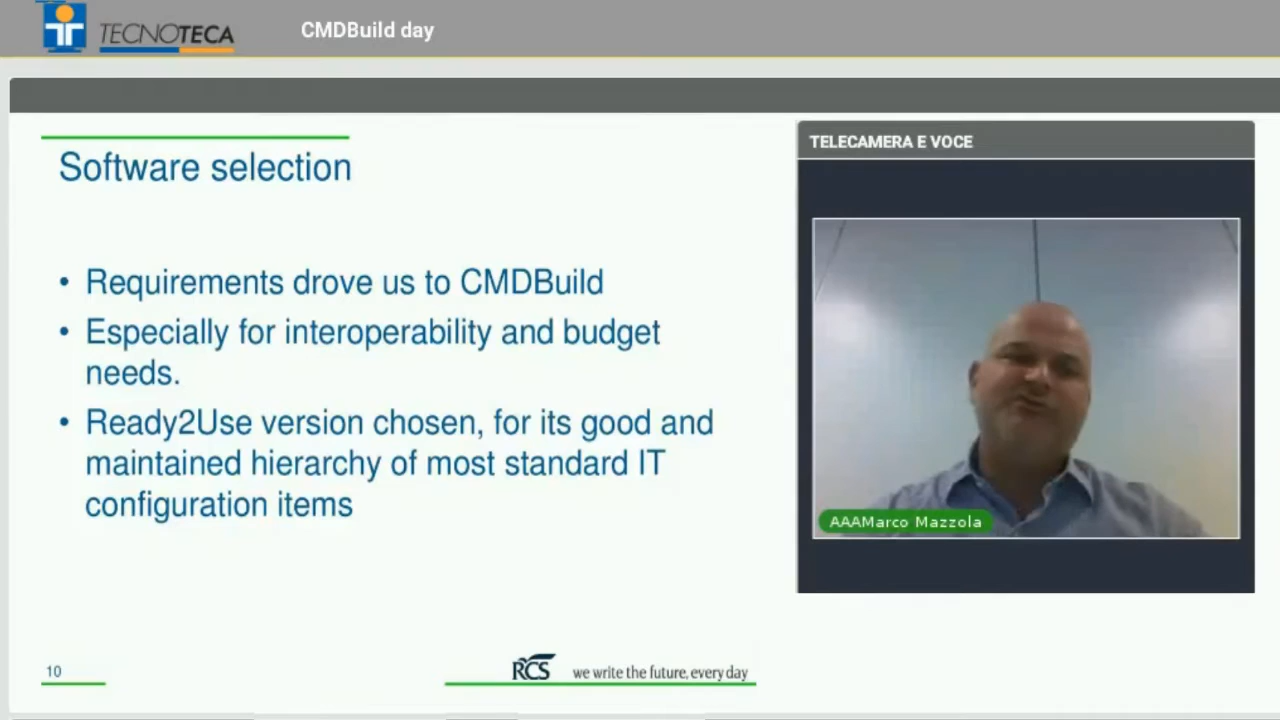 TECNOTECA
CMDBuild day
Software selection
• Requirements drove us to CMDBuild
• Especially for interoperability and budget
needs.
• Ready2Use version chosen, for its good and
maintained hierarchy of most standard IT
configuration items
TELECAMERA E VOCE
AAAMarco Mazzola
10
RCS we write the future, every day